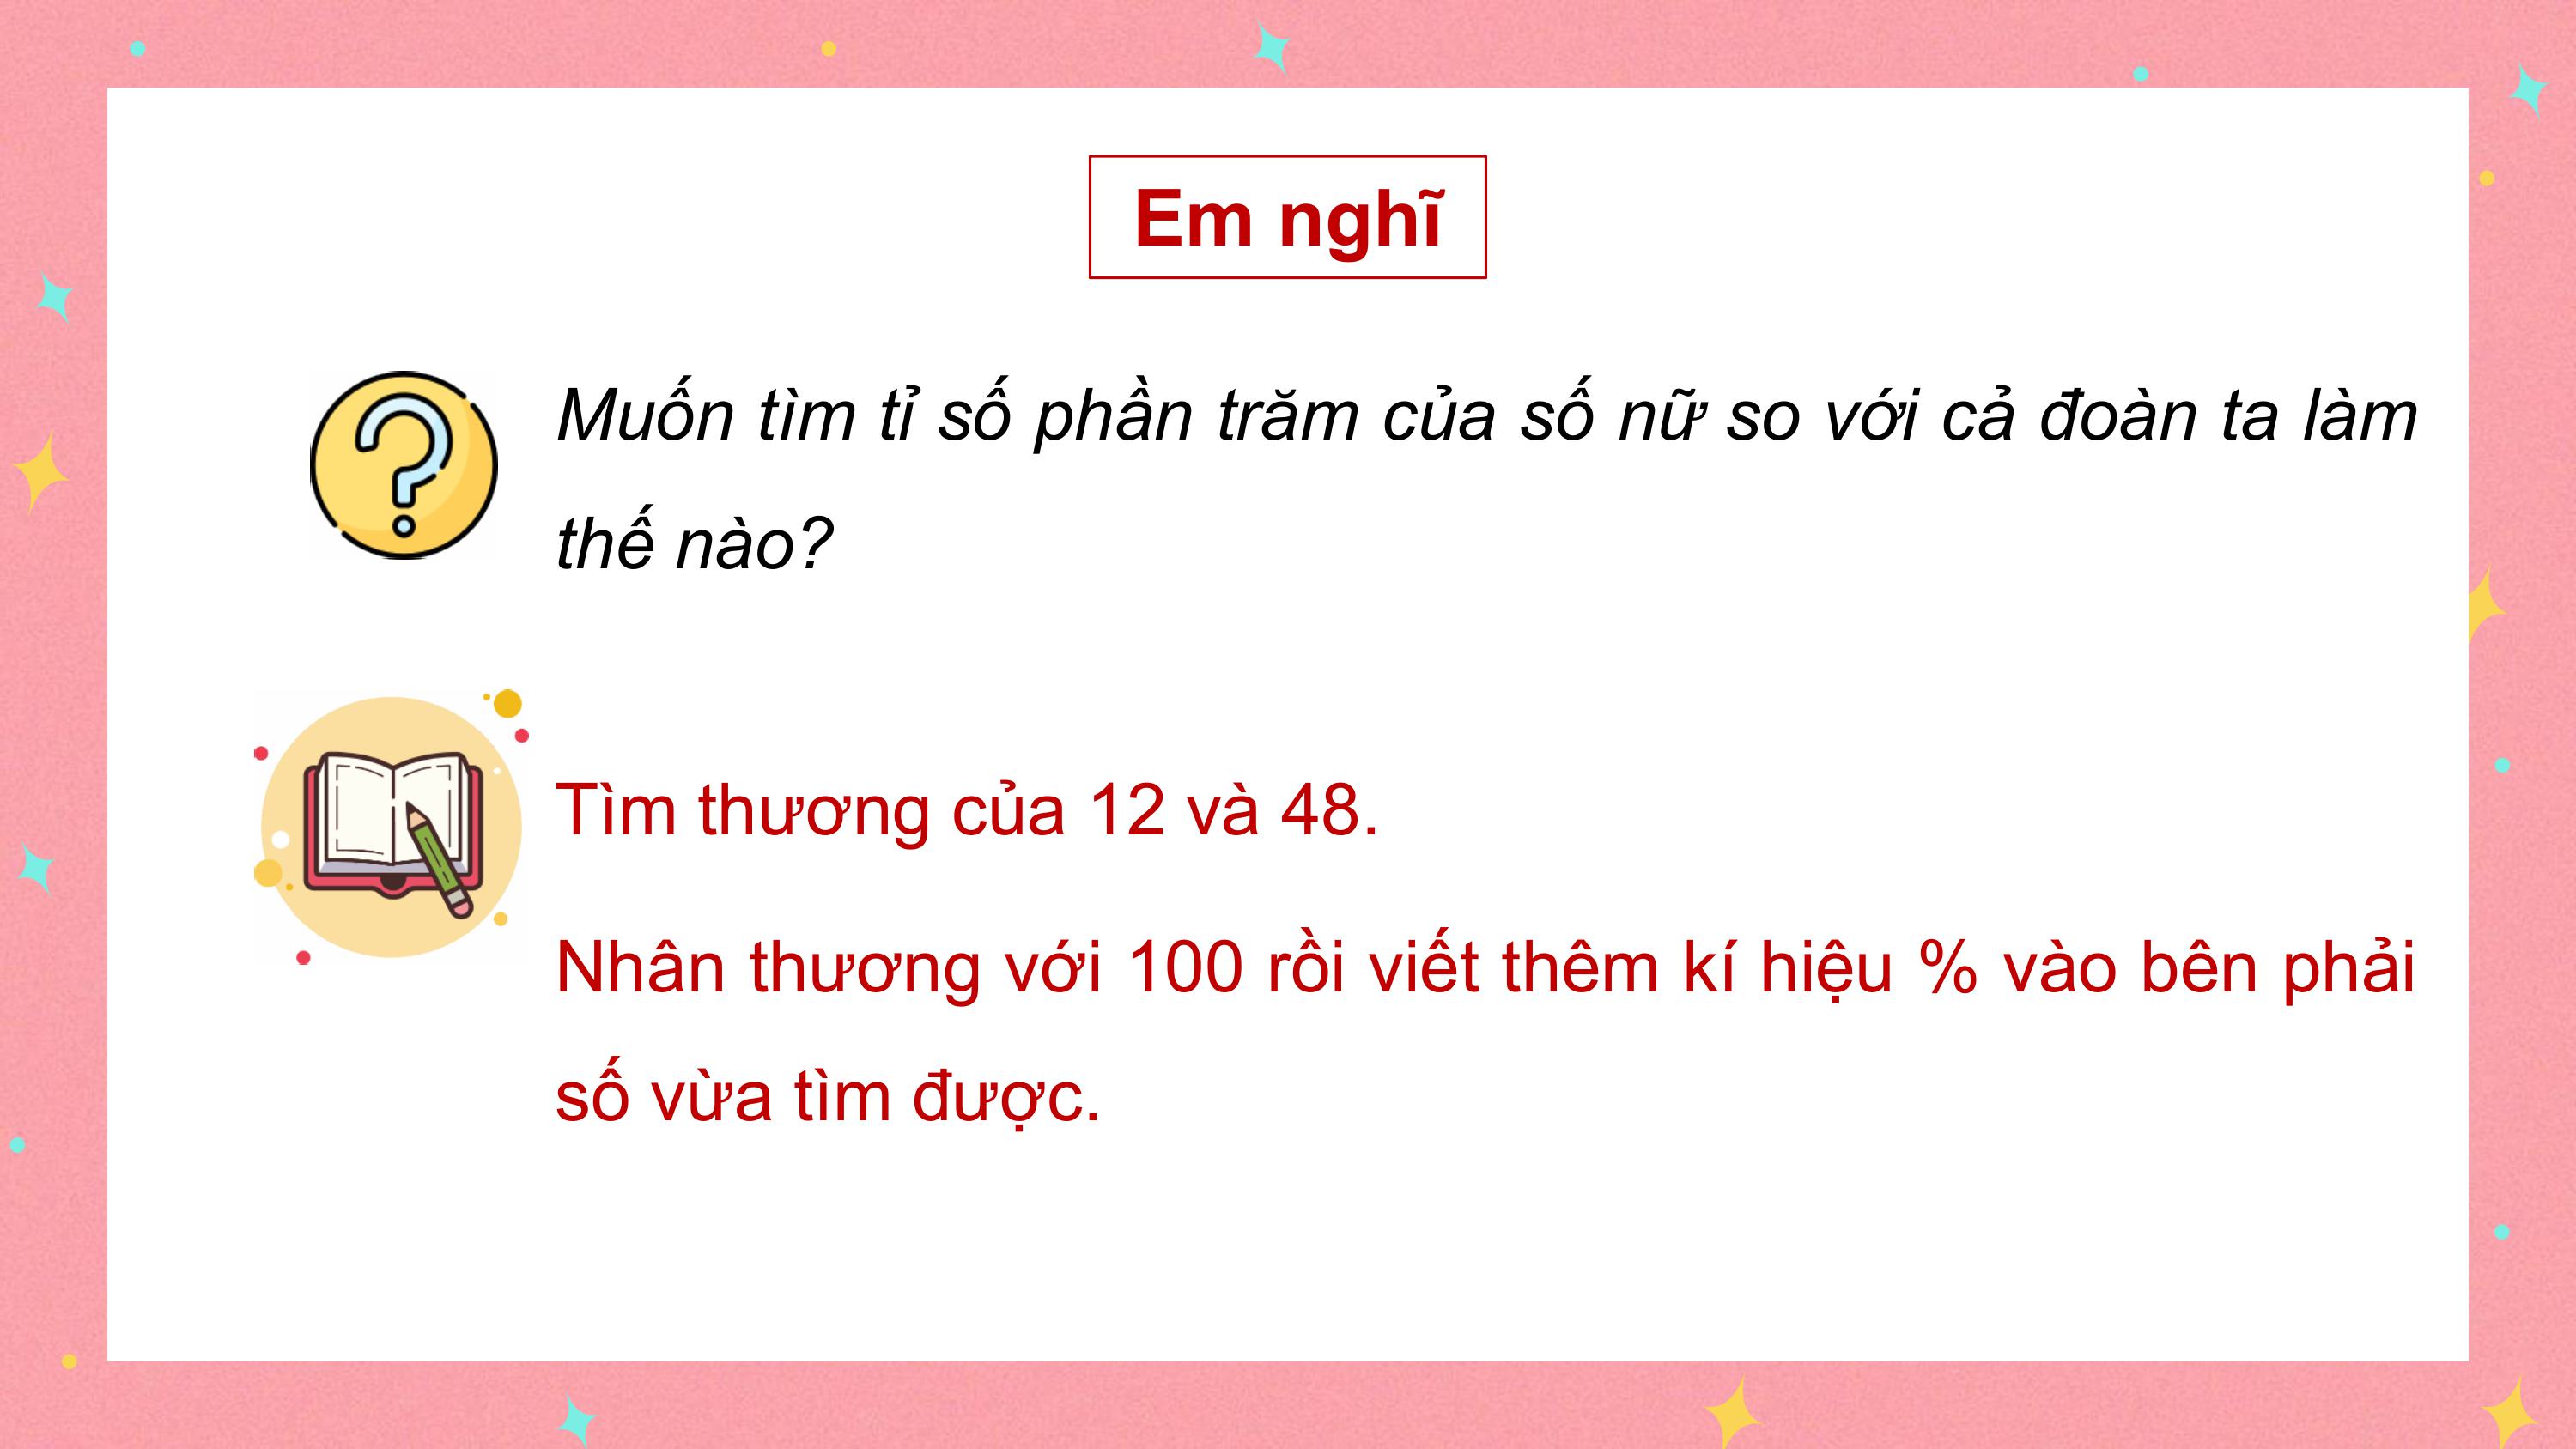 Em nghĩ
Muốn tìm tỉ số phần trăm của số nữ so với cả đoàn ta làm
thế nào?
Tìm thương của 12 và 48.
Nhân thương với 100 rồi viết thêm kí hiệu % vào bên phải
số vừa tìm được.